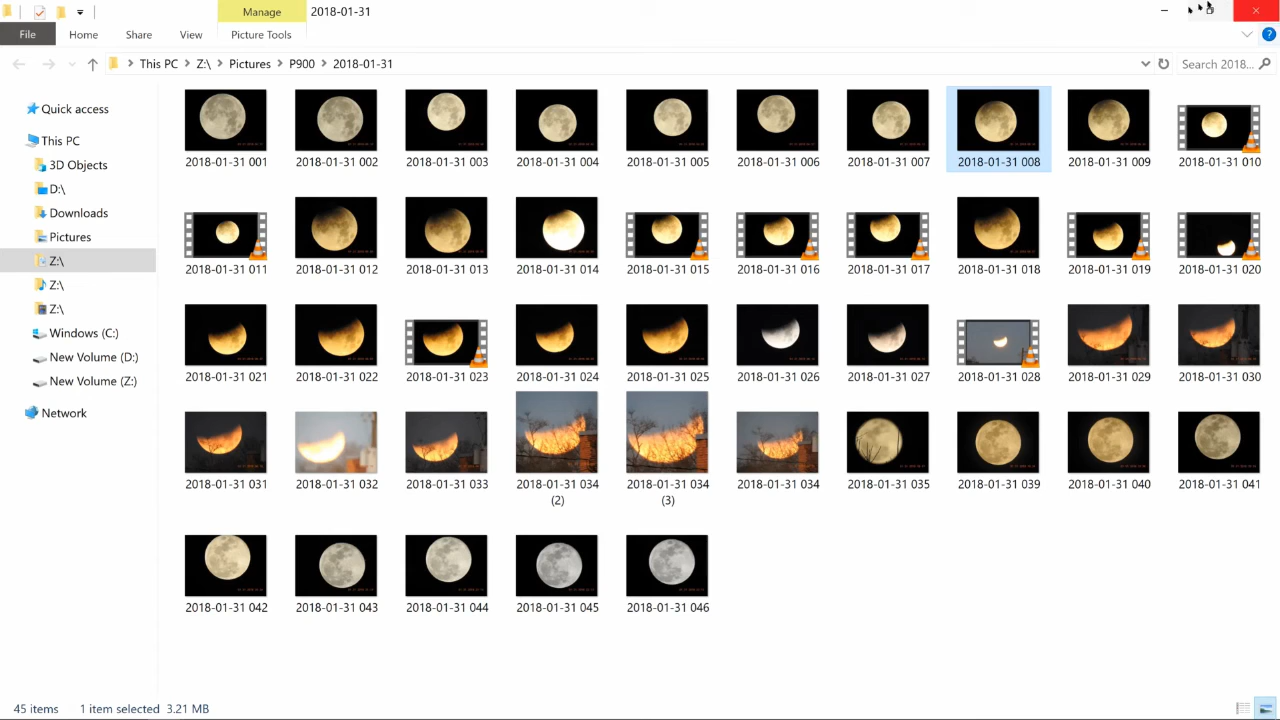 Manage
2018-01-31
File
Home
Share
View
Picture Tools
This PC
Z:\
Pictures
P900
2018-01-31
Search 2018...
Quick access
This PC
3D Objects
D:\
Downloads
Pictures
Z:\
Z:\
Z:\
Windows (C:)
New Volume (D:)
New Volume (Z:)
Network
2018-01-31 001
2018-01-31 002
2018-01-31 003
2018-01-31 004
2018-01-31 005
2018-01-31 006
2018-01-31 007
2018-01-31 008
2018-01-31 009
2018-01-31 010
2018-01-31 011
2018-01-31 012
2018-01-31 013
2018-01-31 014
2018-01-31 015
2018-01-31 016
2018-01-31 017
2018-01-31 018
2018-01-31 019
2018-01-31 020
2018-01-31 021
2018-01-31 022
2018-01-31 023
2018-01-31 024
2018-01-31 025
2018-01-31 026
2018-01-31 027
2018-01-31 028
2018-01-31 029
2018-01-31 030
2018-01-31 031
2018-01-31 032
2018-01-31 033
2018-01-31 034
(2)
2018-01-31 034
(3)
2018-01-31 034
2018-01-31 035
2018-01-31 039
2018-01-31 040
2018-01-31 041
2018-01-31 042
2018-01-31 043
2018-01-31 044
2018-01-31 045
2018-01-31 046
45 items
1 item selected 3.21 MB